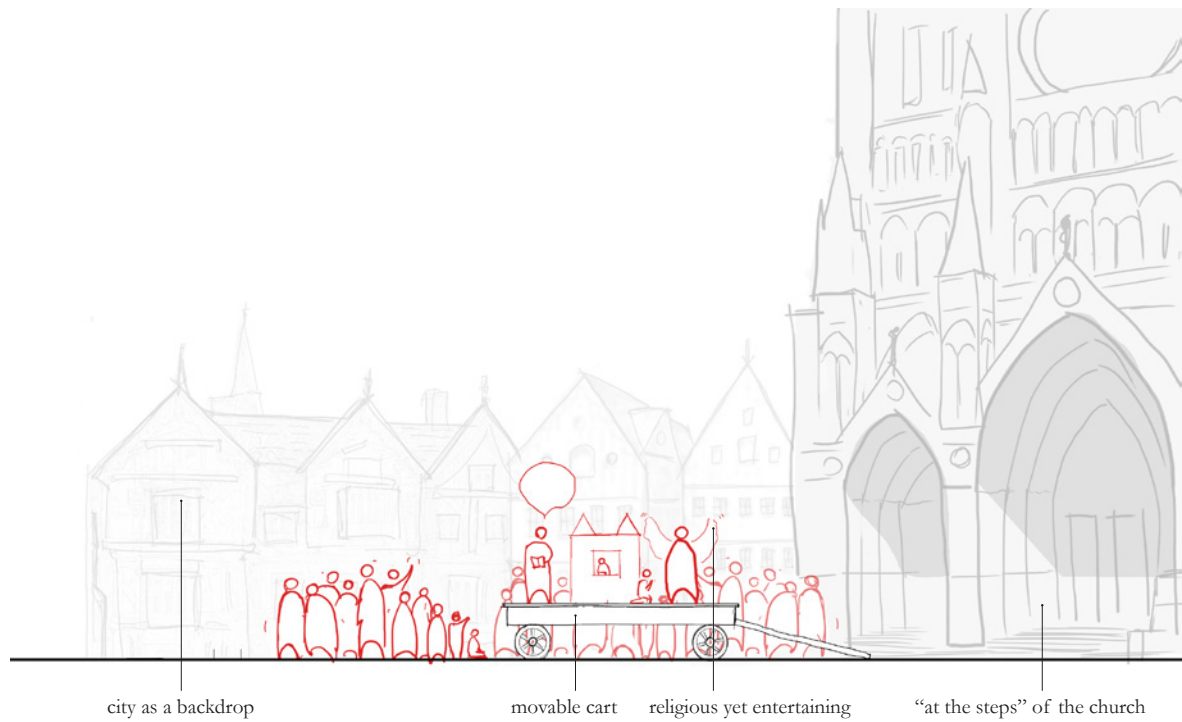 city as a backdrop
movable cart
religious yet entertaining
“at the steps” of the church